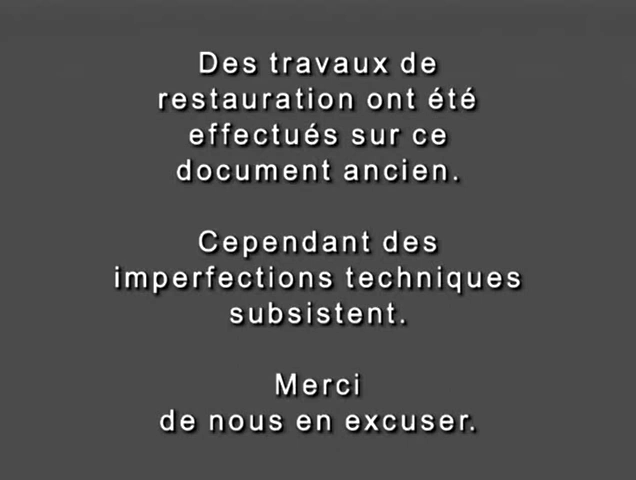 Des travaux de
restauration ont été
effectués sur ce
document ancien.
Cependant des
imperfections techniques
subsistent.
Merci
de nous en excuser.